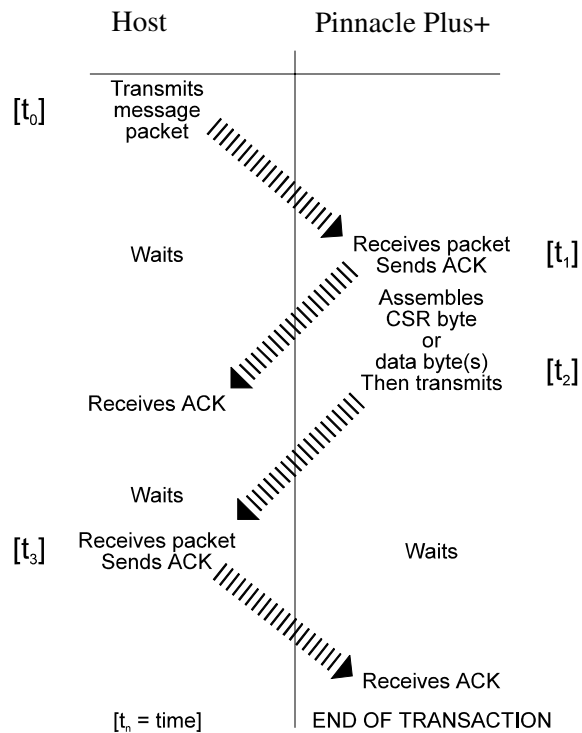 Host
Pinnacle Plus+
[t0]
Transmits
message
packet
Waits
Receives packet
Sends ACK
[t1]
Assembles
CSR byte
or
data byte(s)
Then transmits
[t2]
Receives ACK
Waits
[t3]
Receives packet
Sends ACK
Waits
Receives ACK
[tn = time]
END OF TRANSACTION